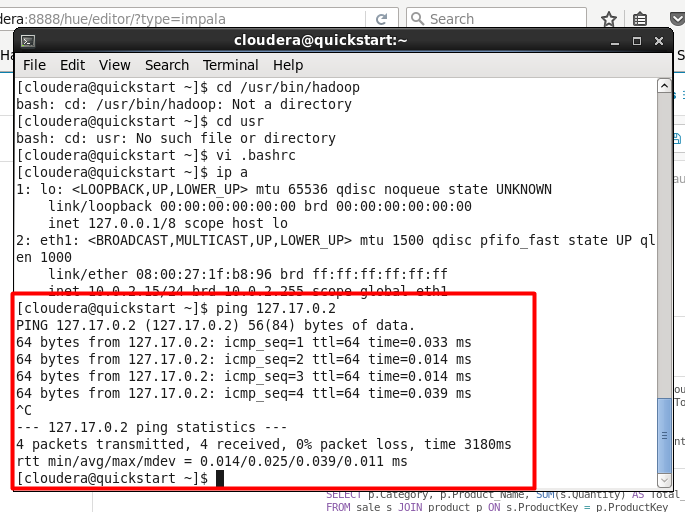 dera:8888/hue/editor/?type=impala
Search
cloudera@quickstart:~
File Edit View Search Terminal Help
[cloudera@quickstart ~]$ cd /usr/bin/hadoop
bash: cd: /usr/bin/hadoop: Not a directory
[cloudera@quickstart ~]$ cd usr
bash: cd: usr: No such file or directory
[cloudera@quickstart ~]$ vi .bashrc
[cloudera@quickstart ~]$ ip a
1: lo: <LOOPBACK,UP,LOWER_UP> mtu 65536 qdisc noqueue state UNKNOWN
link/loopback 00:00:00:00:00:00 brd 00:00:00:00:00:00
inet 127.0.0.1/8 scope host lo
2: eth1: <BROADCAST,MULTICAST,UP,LOWER_UP> mtu 1500 qdisc pfifo_fast state UP ql
en 1000
link/ether 08:00:27:1f:b8:96 brd ff:ff:ff:ff:ff:ff
inet 10.0.2.15/24 brd 10.0.2.255 scope global eth1
[cloudera@quickstart ~]$ ping 127.17.0.2
PING 127.17.0.2 (127.17.0.2) 56(84) bytes of data.
64 bytes from 127.17.0.2: icmp_seq=1 ttl=64 time=0.033 ms
64 bytes from 127.17.0.2: icmp_seq=2 ttl=64 time=0.014 ms
64 bytes from 127.17.0.2: icmp_seq=3 ttl=64 time=0.014 ms
64 bytes from 127.17.0.2: icmp_seq=4 ttl=64 time=0.039 ms
^C
--- 127.17.0.2 ping statistics ---
4 packets transmitted, 4 received, 0% packet loss, time 3180ms
rtt min/avg/max/mdev = 0.014/0.025/0.039/0.011 ms
[cloudera@quickstart ~]$
SELECT p.Category, p.Product_Name, SUM(s.Quantity) AS Total_
FROM sale s JOIN product p ON s.ProductKey = p.ProductKey